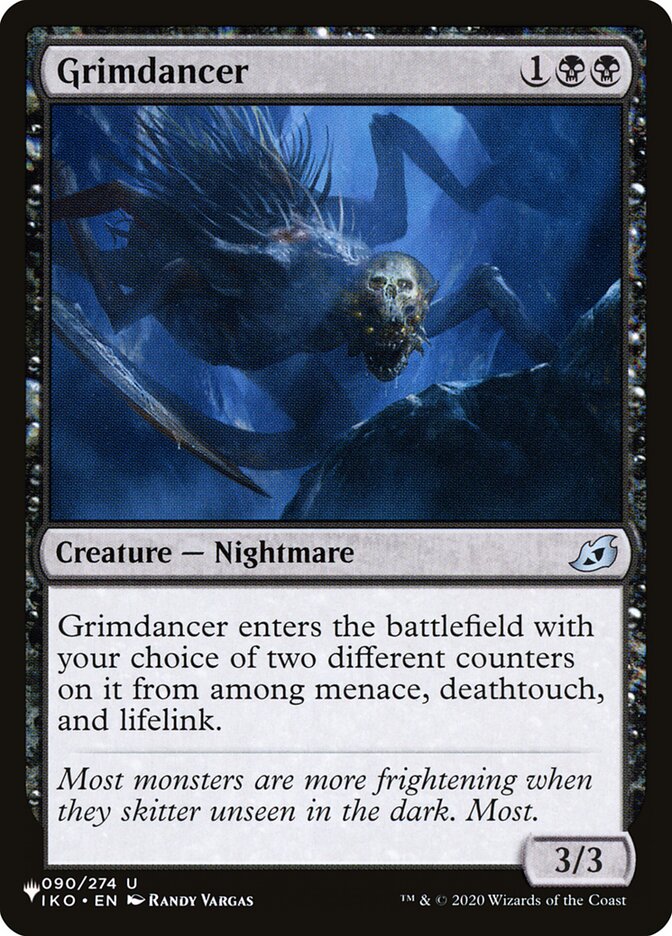 Grimdancer 1
Creature — Nightmare
Grimdancer enters the battlefield with
your choice of two different counters
on it from among menace, deathtouch,
and lifelink.
Most monsters are more frightening when
they skitter unseen in the dark. Most.
3/3
090/274 U
IKO • EN Randy Vargas
™ & © 2020 Wizards of the Coast